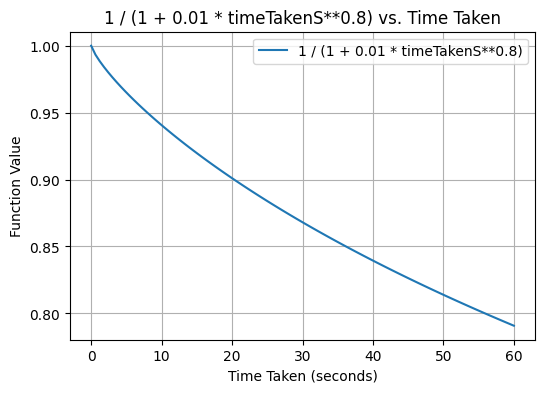 1 / (1 + 0.01 * timeTakenS**0.8) vs. Time Taken
1 / (1 + 0.01 * timeTakenS**0.8)
Function Value
1.00
0.95
0.90
0.85
0.80
0 10 20 30 40 50 60
Time Taken (seconds)